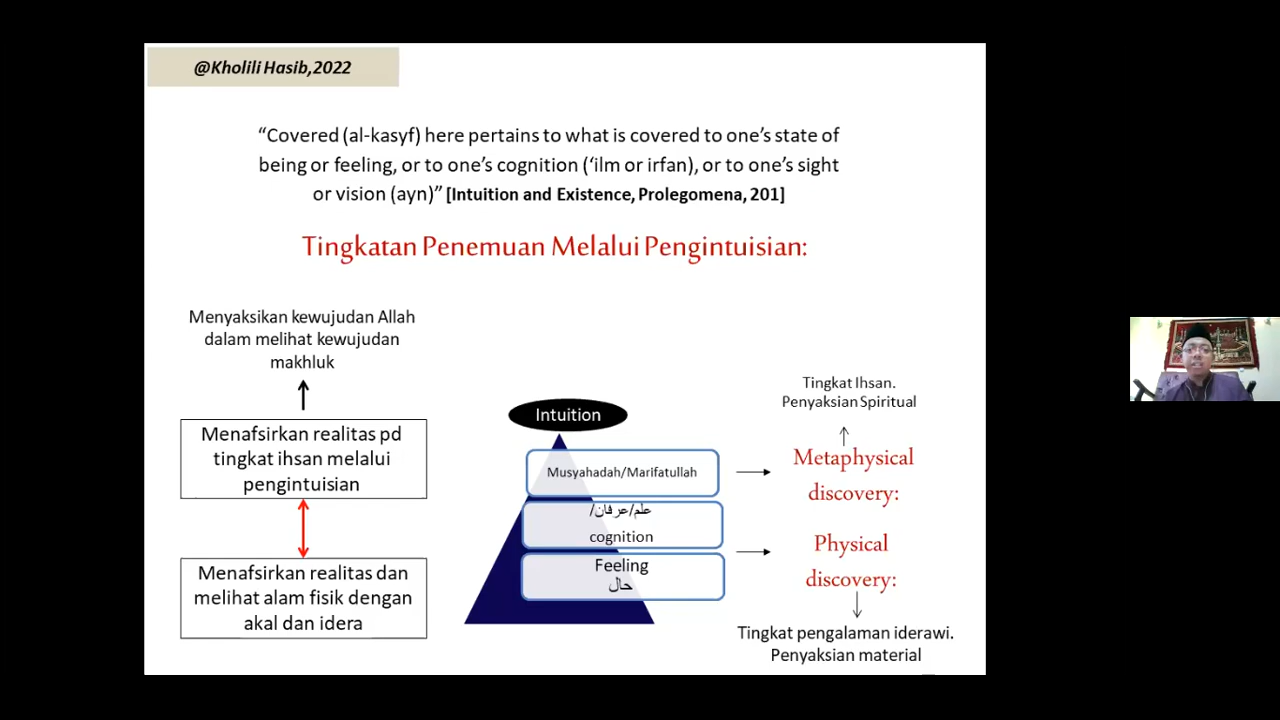 @Kholili Hasib,2022
“Covered (al-kasyf) here pertains to what is covered to one’s state of
being or feeling, or to one’s cognition (‘ilm or irfan), or to one’s sight
or vision (ayn)” [Intuition and Existence, Prolegomena, 201]
Tingkatan Penemuan Melalui Pengintuisian:
Menyaksikan kewujudan Allah
dalam melihat kewujudan
makhluk
Menafsirkan realitas pd
tingkat ihsan melalui
pengintuisian
Menafsirkan realitas dan
melihat alam fisik dengan
akal dan idera
Intuition
Musyahadah/Marifatullah
علم/عرفان/
cognition
Feeling
حال
Tingkat Ihsan.
Penyaksian Spiritual
Metaphysical
discovery:
Physical
discovery:
Tingkat pengalaman iderawi.
Penyaksian material